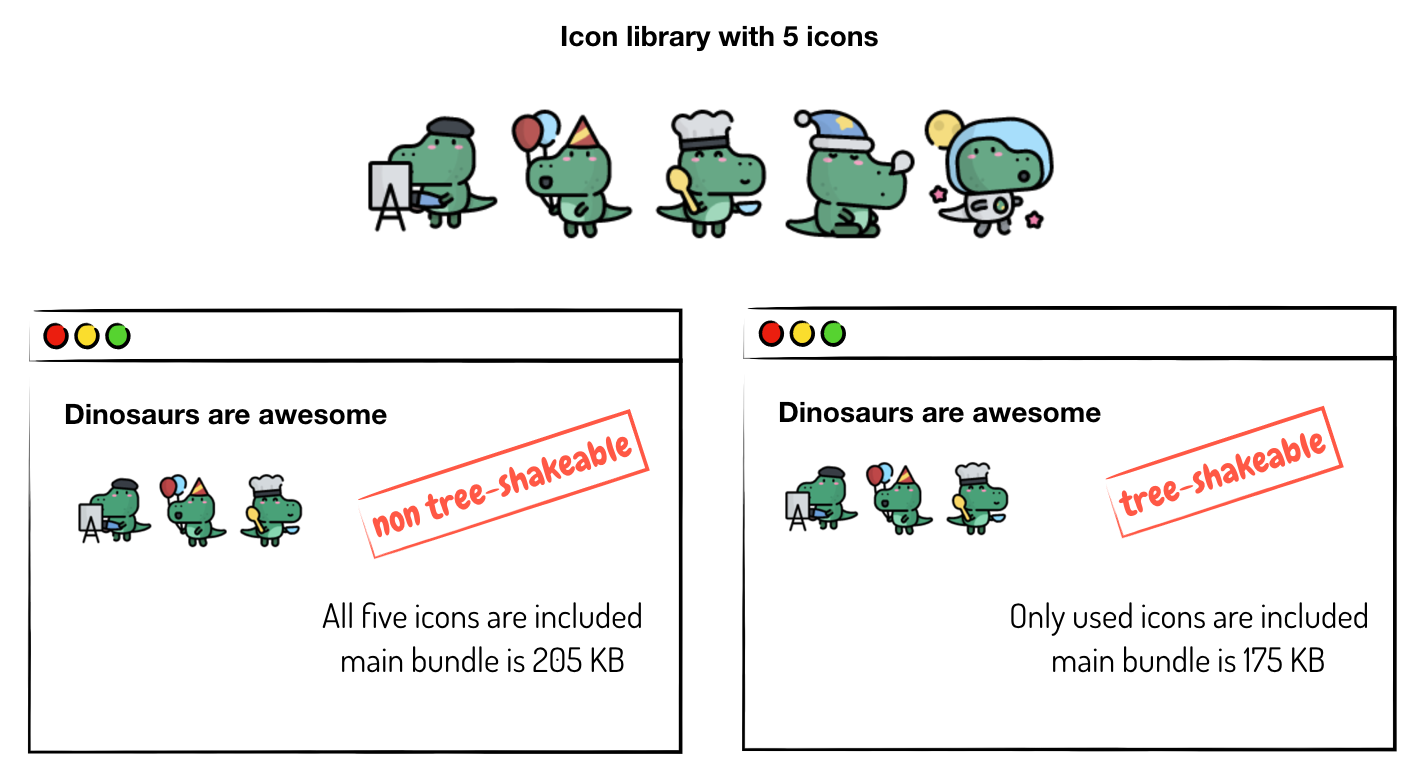 Icon library with 5 icons
Dinosaurs are awesome
non tree-shakeable
All five icons are included
main bundle is 205 KB
Dinosaurs are awesome
tree-shakeable
Only used icons are included
main bundle is 175 KB